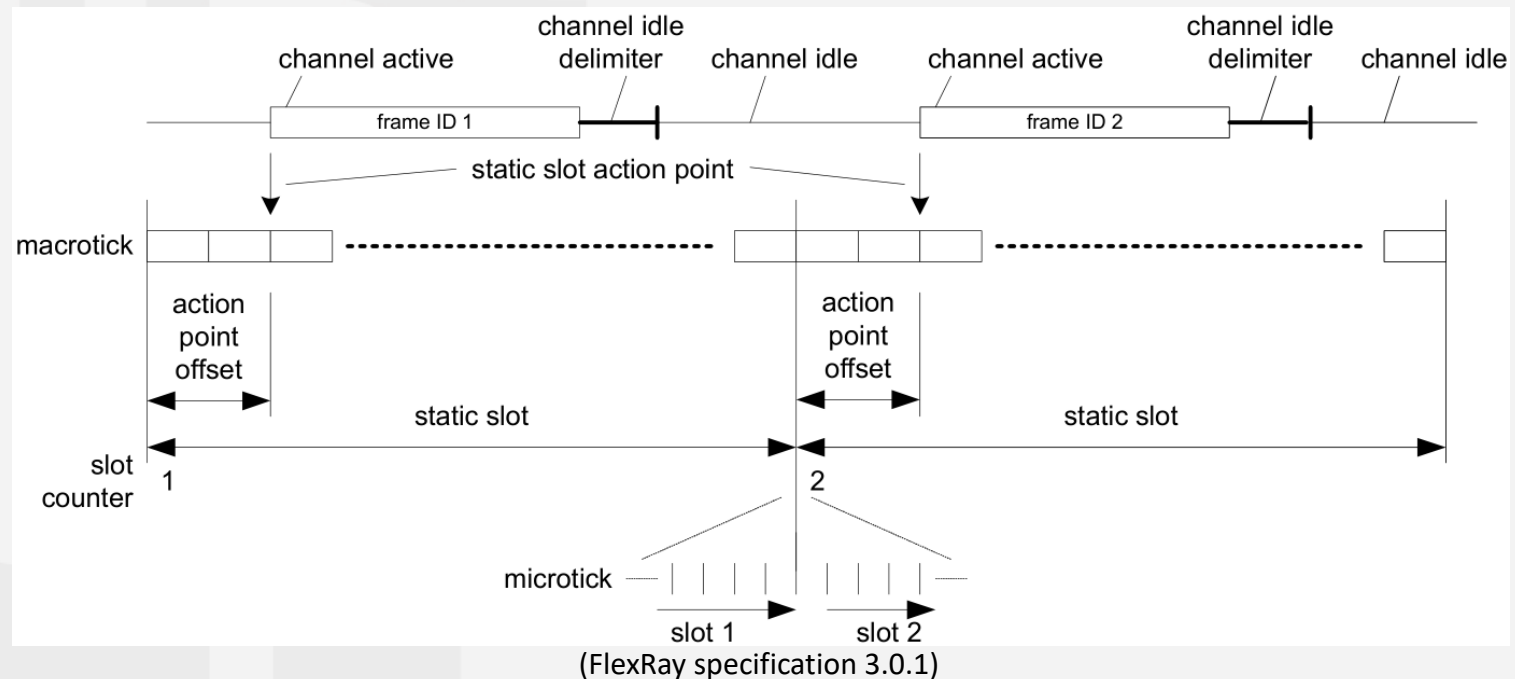 channel active
channel idle
delimiter
channel idle
channel active
channel idle
delimiter
channel idle
frame ID 1
frame ID 2
static slot action point
macrotick
action
point
offset
action
point
offset
static slot
static slot
slot
counter
1
2
microtick
slot 1
slot 2
(FlexRay specification 3.0.1)